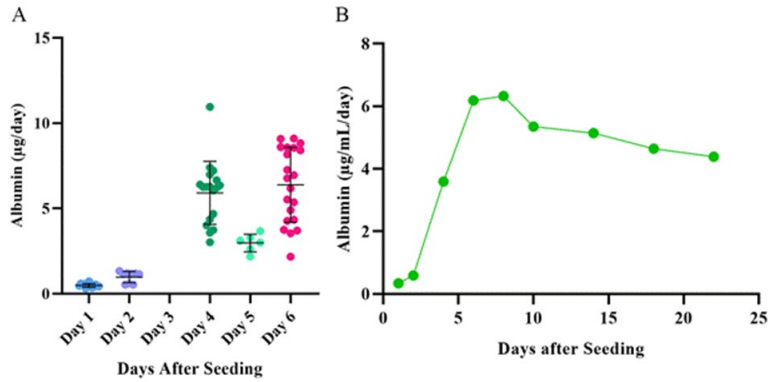 A
15
10
5
0
Albumin (µg/day)
Day 1
Day 2
Day 3
Day 4
Day 5
Day 6
Days After Seeding
B
8
6
4
2
0
Albumin (µg/mL/day)
0 5 10 15 20 25
Days after Seeding